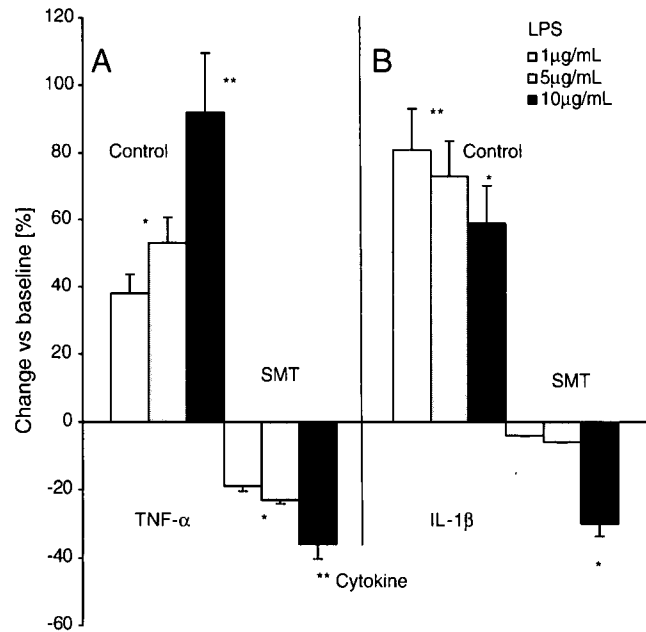 120
100
80
60
40
20
0
-20
-40
-60
Change vs baseline [%]
A
B
LPS
1µg/mL
5µg/mL
10µg/mL
**
**
Control
Control
*
*
SMT
SMT
TNF-α
*
IL-1β
** Cytokine
*